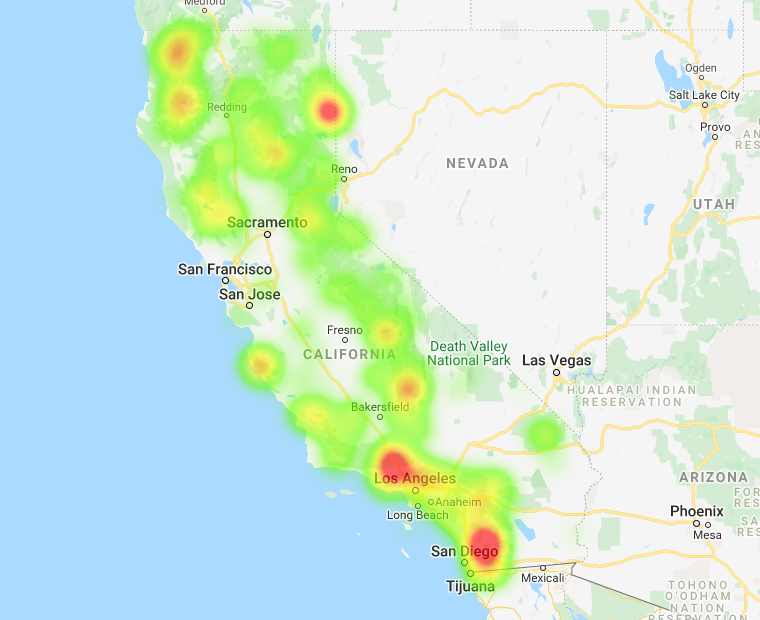 Medford
Ogden
Salt Lake City
Redding
Provo
Reno
NEVADA
UTAH
Sacramento
San Francisco
San Jose
Fresno
CALIFORNIA
Death Valley
National Park
Las Vegas
HUALAPAI INDIAN
RESERVATION
Bakersfield
Los Angeles
ARIZONA
Anaheim
Long Beach
Phoenix
Mesa
San Diego
Mexicali
Tijuana
TOHONO
O'ODHAM
NATION
RESERVATION